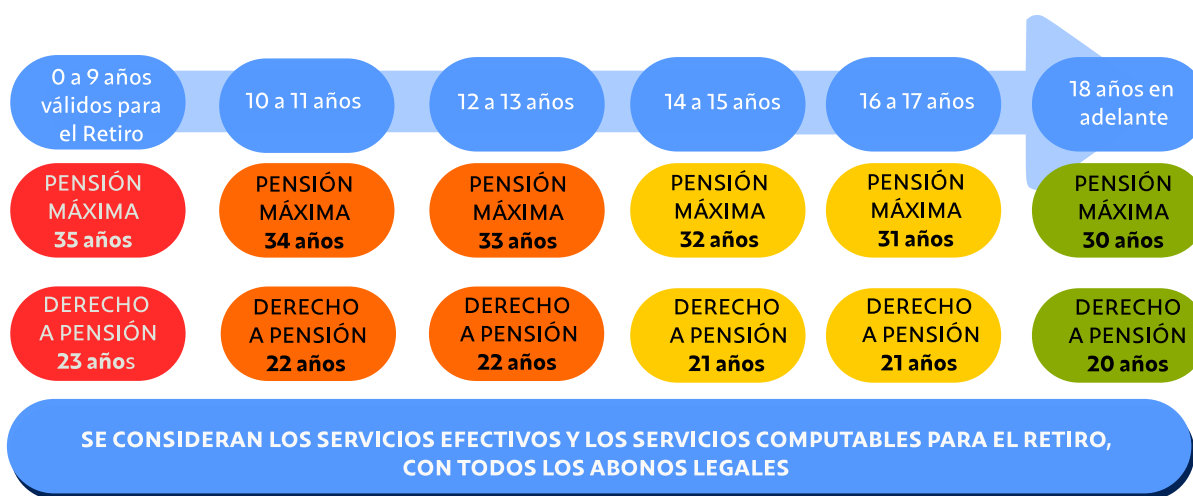 0 a 9 años
válidos para
el Retiro
10 a 11 años
12 a 13 años
14 a 15 años
16 a 17 años
18 años en
adelante
PENSIÓN
MÁXIMA
35 años
PENSIÓN
MÁXIMA
34 años
PENSIÓN
MÁXIMA
33 años
PENSIÓN
MÁXIMA
32 años
PENSIÓN
MÁXIMA
31 años
PENSIÓN
MÁXIMA
30 años
DERECHO
A PENSIÓN
23 años
DERECHO
A PENSIÓN
22 años
DERECHO
A PENSIÓN
22 años
DERECHO
A PENSIÓN
21 años
DERECHO
A PENSIÓN
21 años
DERECHO
A PENSIÓN
20 años
SE CONSIDERAN LOS SERVICIOS EFECTIVOS Y LOS SERVICIOS COMPUTABLES PARA EL RETIRO,
CON TODOS LOS ABONOS LEGALES